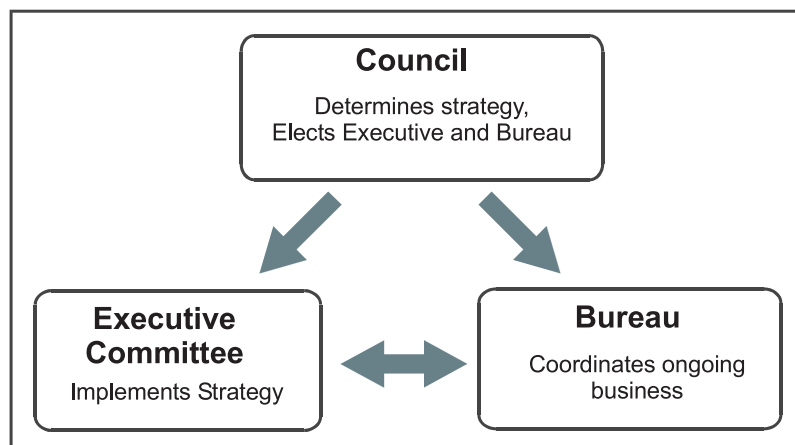 Council
Determines strategy,
Elects Executive and Bureau
Executive
Committee
Implements Strategy
Bureau
Coordinates ongoing
business